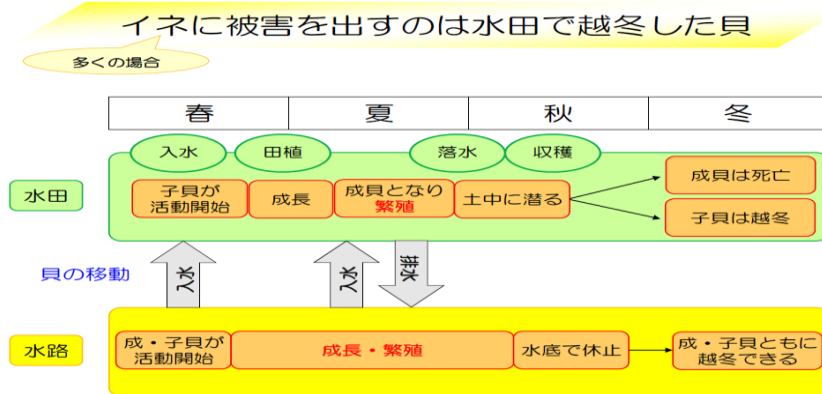 イネに被害を出すのは水田で越冬した貝
多くの場合
春 夏 秋 冬
入水 田植 落水 収穫
水田
子貝が
活動開始
成長
成貝となり
繁殖
土中に潜る
成貝は死亡
子貝は越冬
貝の移動
入水
入水
排水
水路
成・子貝が
活動開始
成長・繁殖
水底で休止
成・子貝ともに
越冬できる